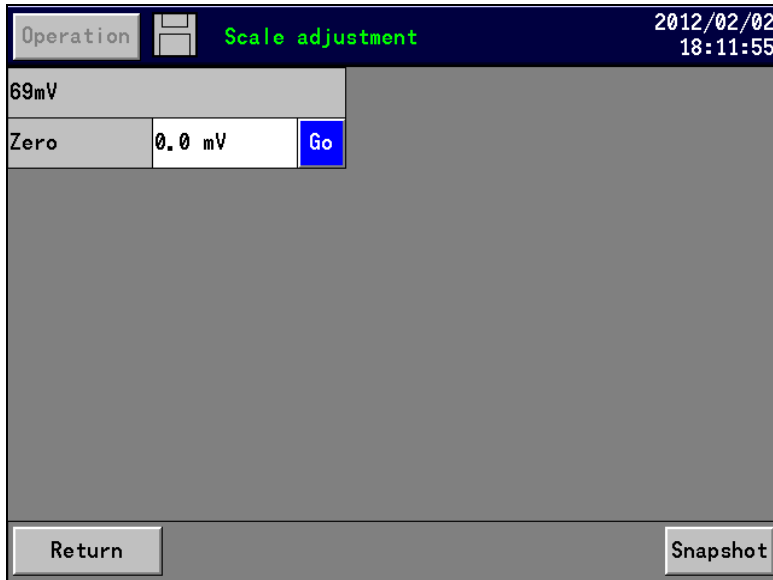 Operation Scale adjustment 2012/02/02
18:11:55
69mV
Zero 0.0 mV Go
Return Snapshot